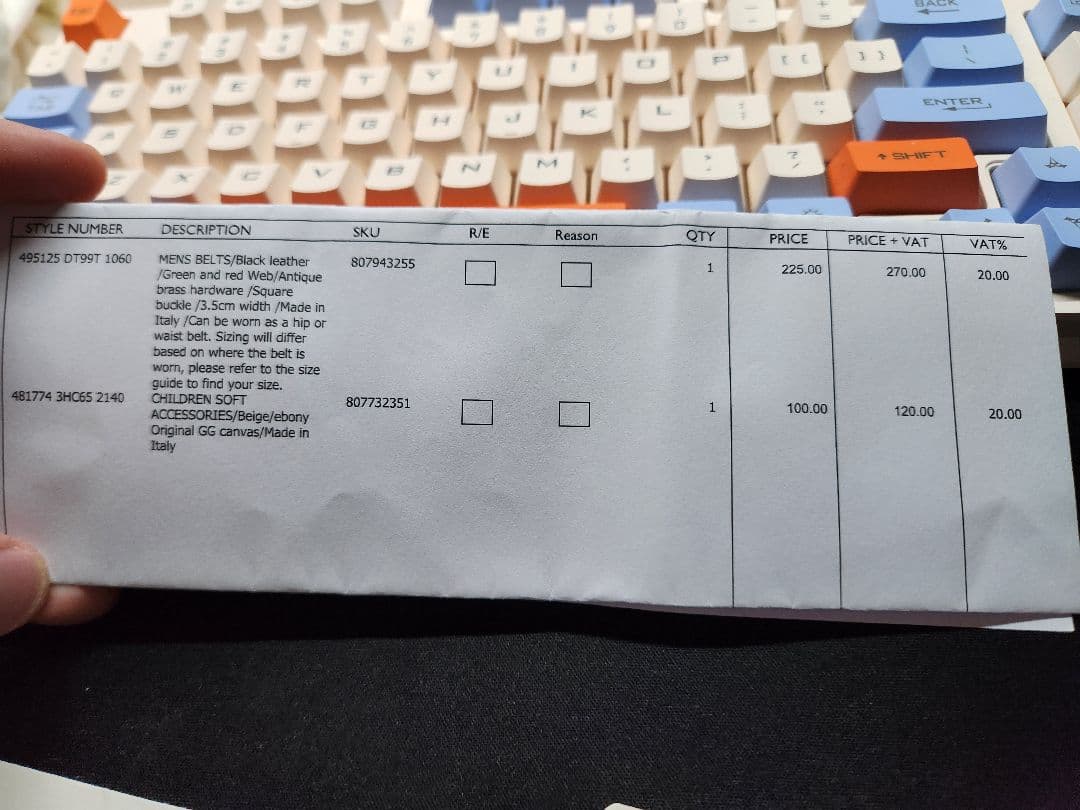 BACK
ENTER
E R T Y U I O P
D F G H J K L
SHIFT
X C V B N M
STYLE NUMBER DESCRIPTION SKU R/E Reason QTY PRICE PRICE + VAT VAT%
495125 DT99T 1060 MENS BELTS/Black leather 807943255 1 225.00 270.00 20.00
/Green and red Web/Antique
brass hardware /Square
buckle /3.5cm width /Made in
Italy /Can be worn as a hip or
waist belt. Sizing will differ
based on where the belt is
worn, please refer to the size
guide to find your size.
481774 3HC65 2140 CHILDREN SOFT 807732351 1 100.00 120.00 20.00
ACCESSORIES/Beige/ebony
Original GG canvas/Made in
Italy